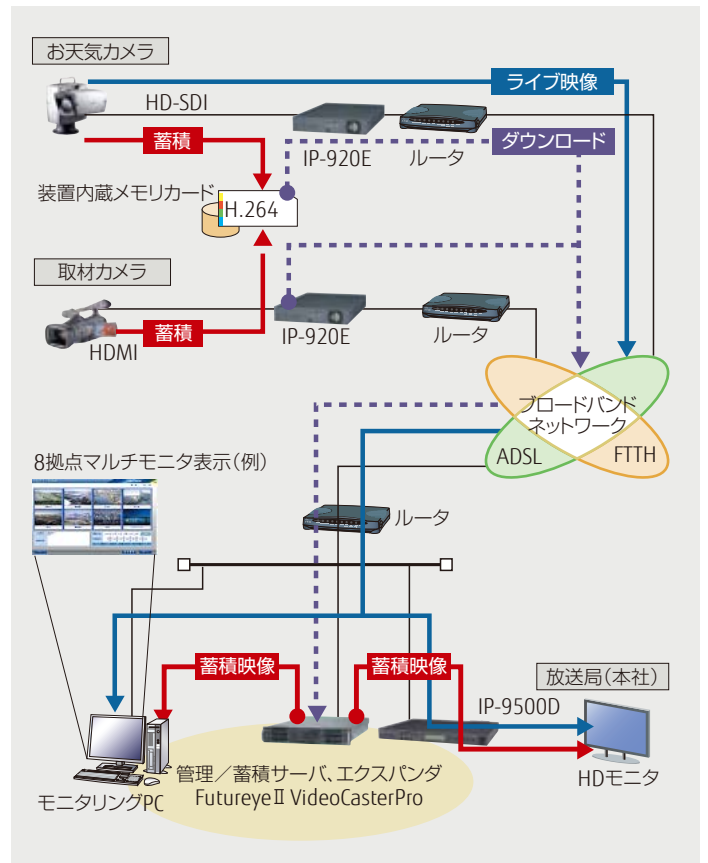 お天気カメラ
ライブ映像
HD-SDI
蓄積
IP-920E
ルータ
ダウンロード
装置内蔵メモリカード
H.264
取材カメラ
蓄積
HDMI
IP-920E
ルータ
ブロードバンド
ネットワーク
ADSL
FTTH
8拠点マルチモニタ表示(例)
ルータ
蓄積映像
蓄積映像
放送局(本社)
IP-9500D
管理/蓄積サーバ、エクスパンダ
FutureyeⅡ VideoCasterPro
モニタリングPC
HDモニタ